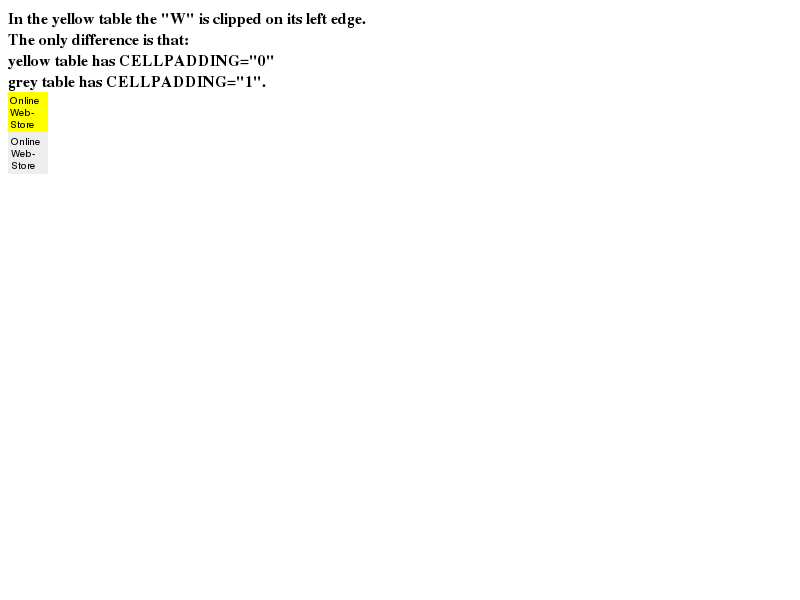 In the yellow table the "W" is clipped on its left edge.
The only difference is that:
yellow table has CELLPADDING="0"
grey table has CELLPADDING="1".
Online
Web-
Store
Online
Web-
Store